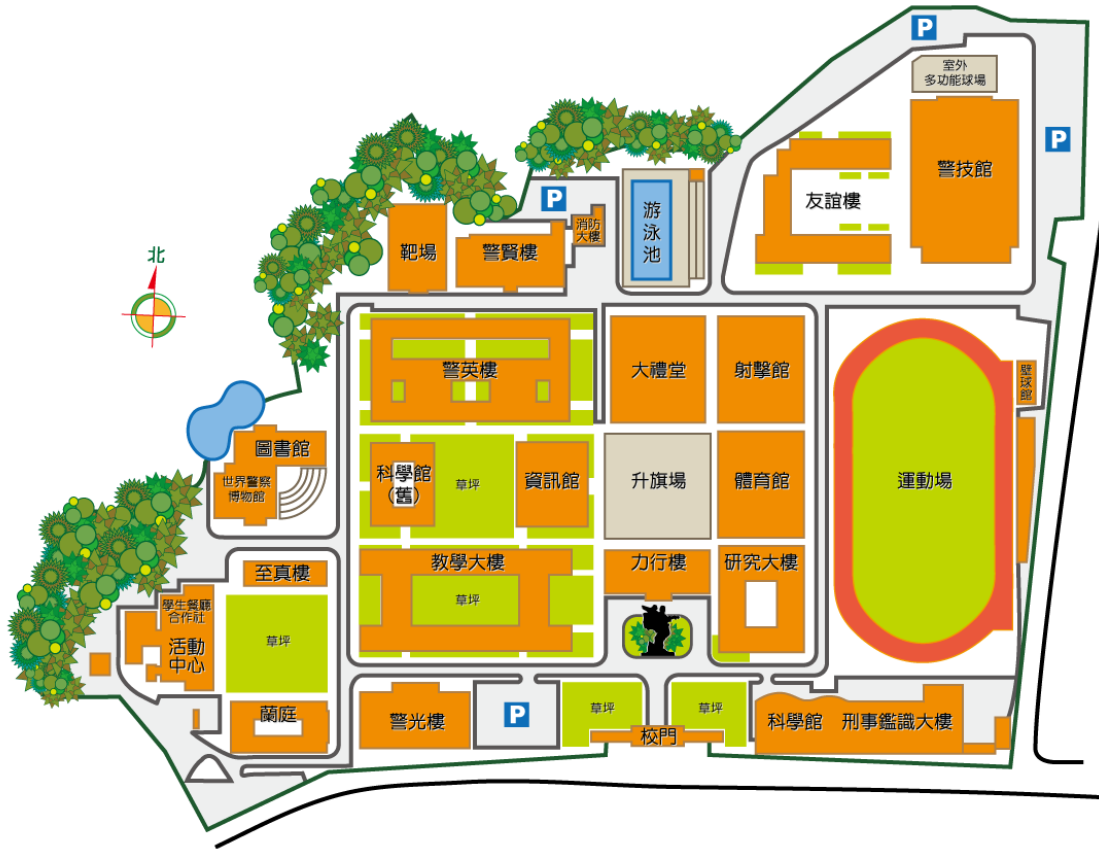 P
室外
多功能球場
警技館
P
友誼樓
P
消防
大樓
游
泳
池
靶場
警賢樓
北
警英樓
大禮堂
射擊館
壁
球
館
圖書館
世界警察
博物館
科學館
舊
草坪
資訊館
升旗場
體育館
運動場
教學大樓
草坪
力行樓
研究大樓
至真樓
學生餐廳
合作社
活動
中心
草坪
蘭庭
警光樓
P
草坪
草坪
校門
科學館
刑事鑑識大樓